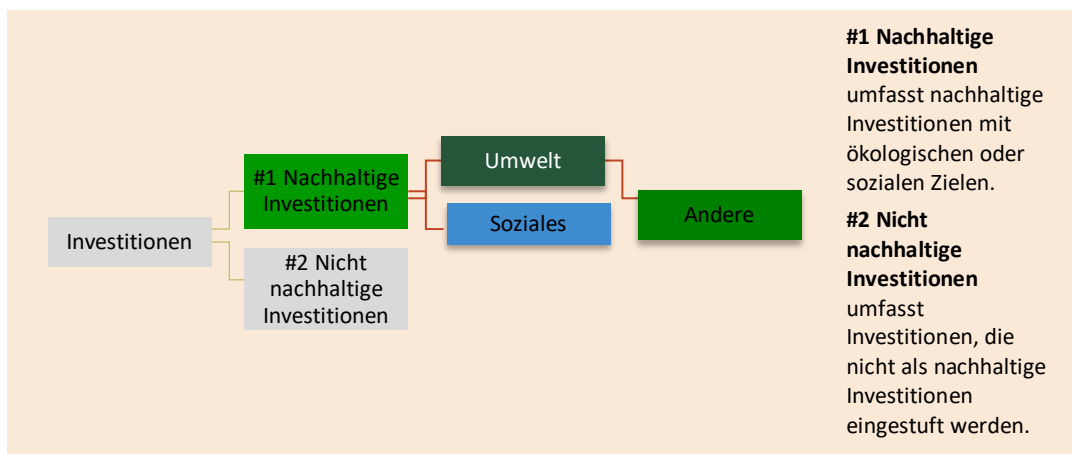 Investitionen
#1 Nachhaltige
Investitionen
#2 Nicht
nachhaltige
Investitionen
Umwelt
Soziales
Andere
#1 Nachhaltige
Investitionen
umfasst nachhaltige
Investitionen mit
ökologischen oder
sozialen Zielen.
#2 Nicht
nachhaltige
Investitionen
umfasst
Investitionen, die
nicht als nachhaltige
Investitionen
eingestuft werden.